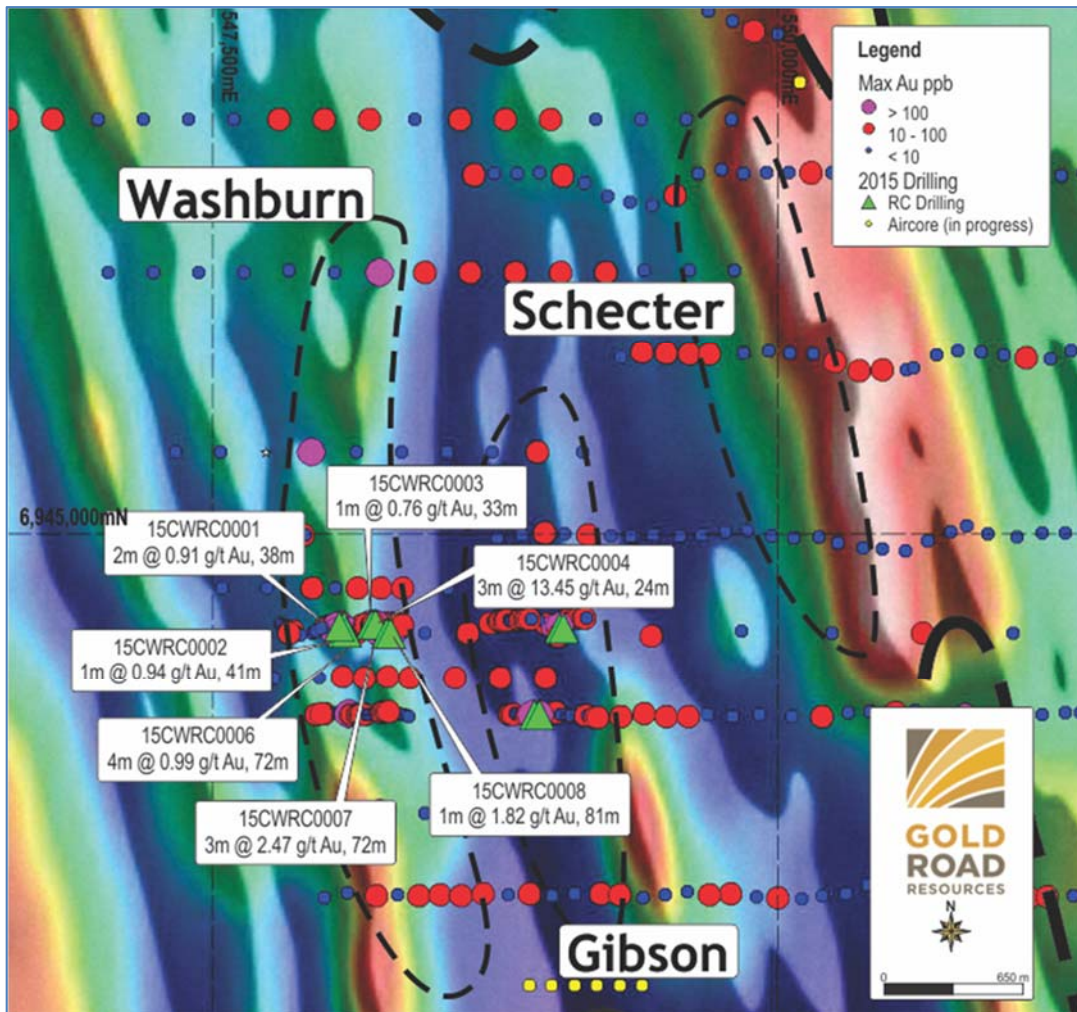 547,500mE
550,000mE
Legend
Max Au ppb
> 100
10 - 100
< 10
2015 Drilling
RC Drilling
Aircore (in progress)
Washburn
Schecter
15CWRC0003
1m @ 0.76 g/t Au, 33m
6,945,000mN
15CWRC0001
2m @ 0.91 g/t Au, 38m
15CWRC0004
3m @ 13.45 g/t Au, 24m
15CWRC0002
1m @ 0.94 g/t Au, 41m
15CWRC0006
4m @ 0.99 g/t Au, 72m
15CWRC0008
1m @ 1.82 g/t Au, 81m
15CWRC0007
3m @ 2.47 g/t Au, 72m
GOLD
ROAD
RESOURCES
N
Gibson
0 650 m